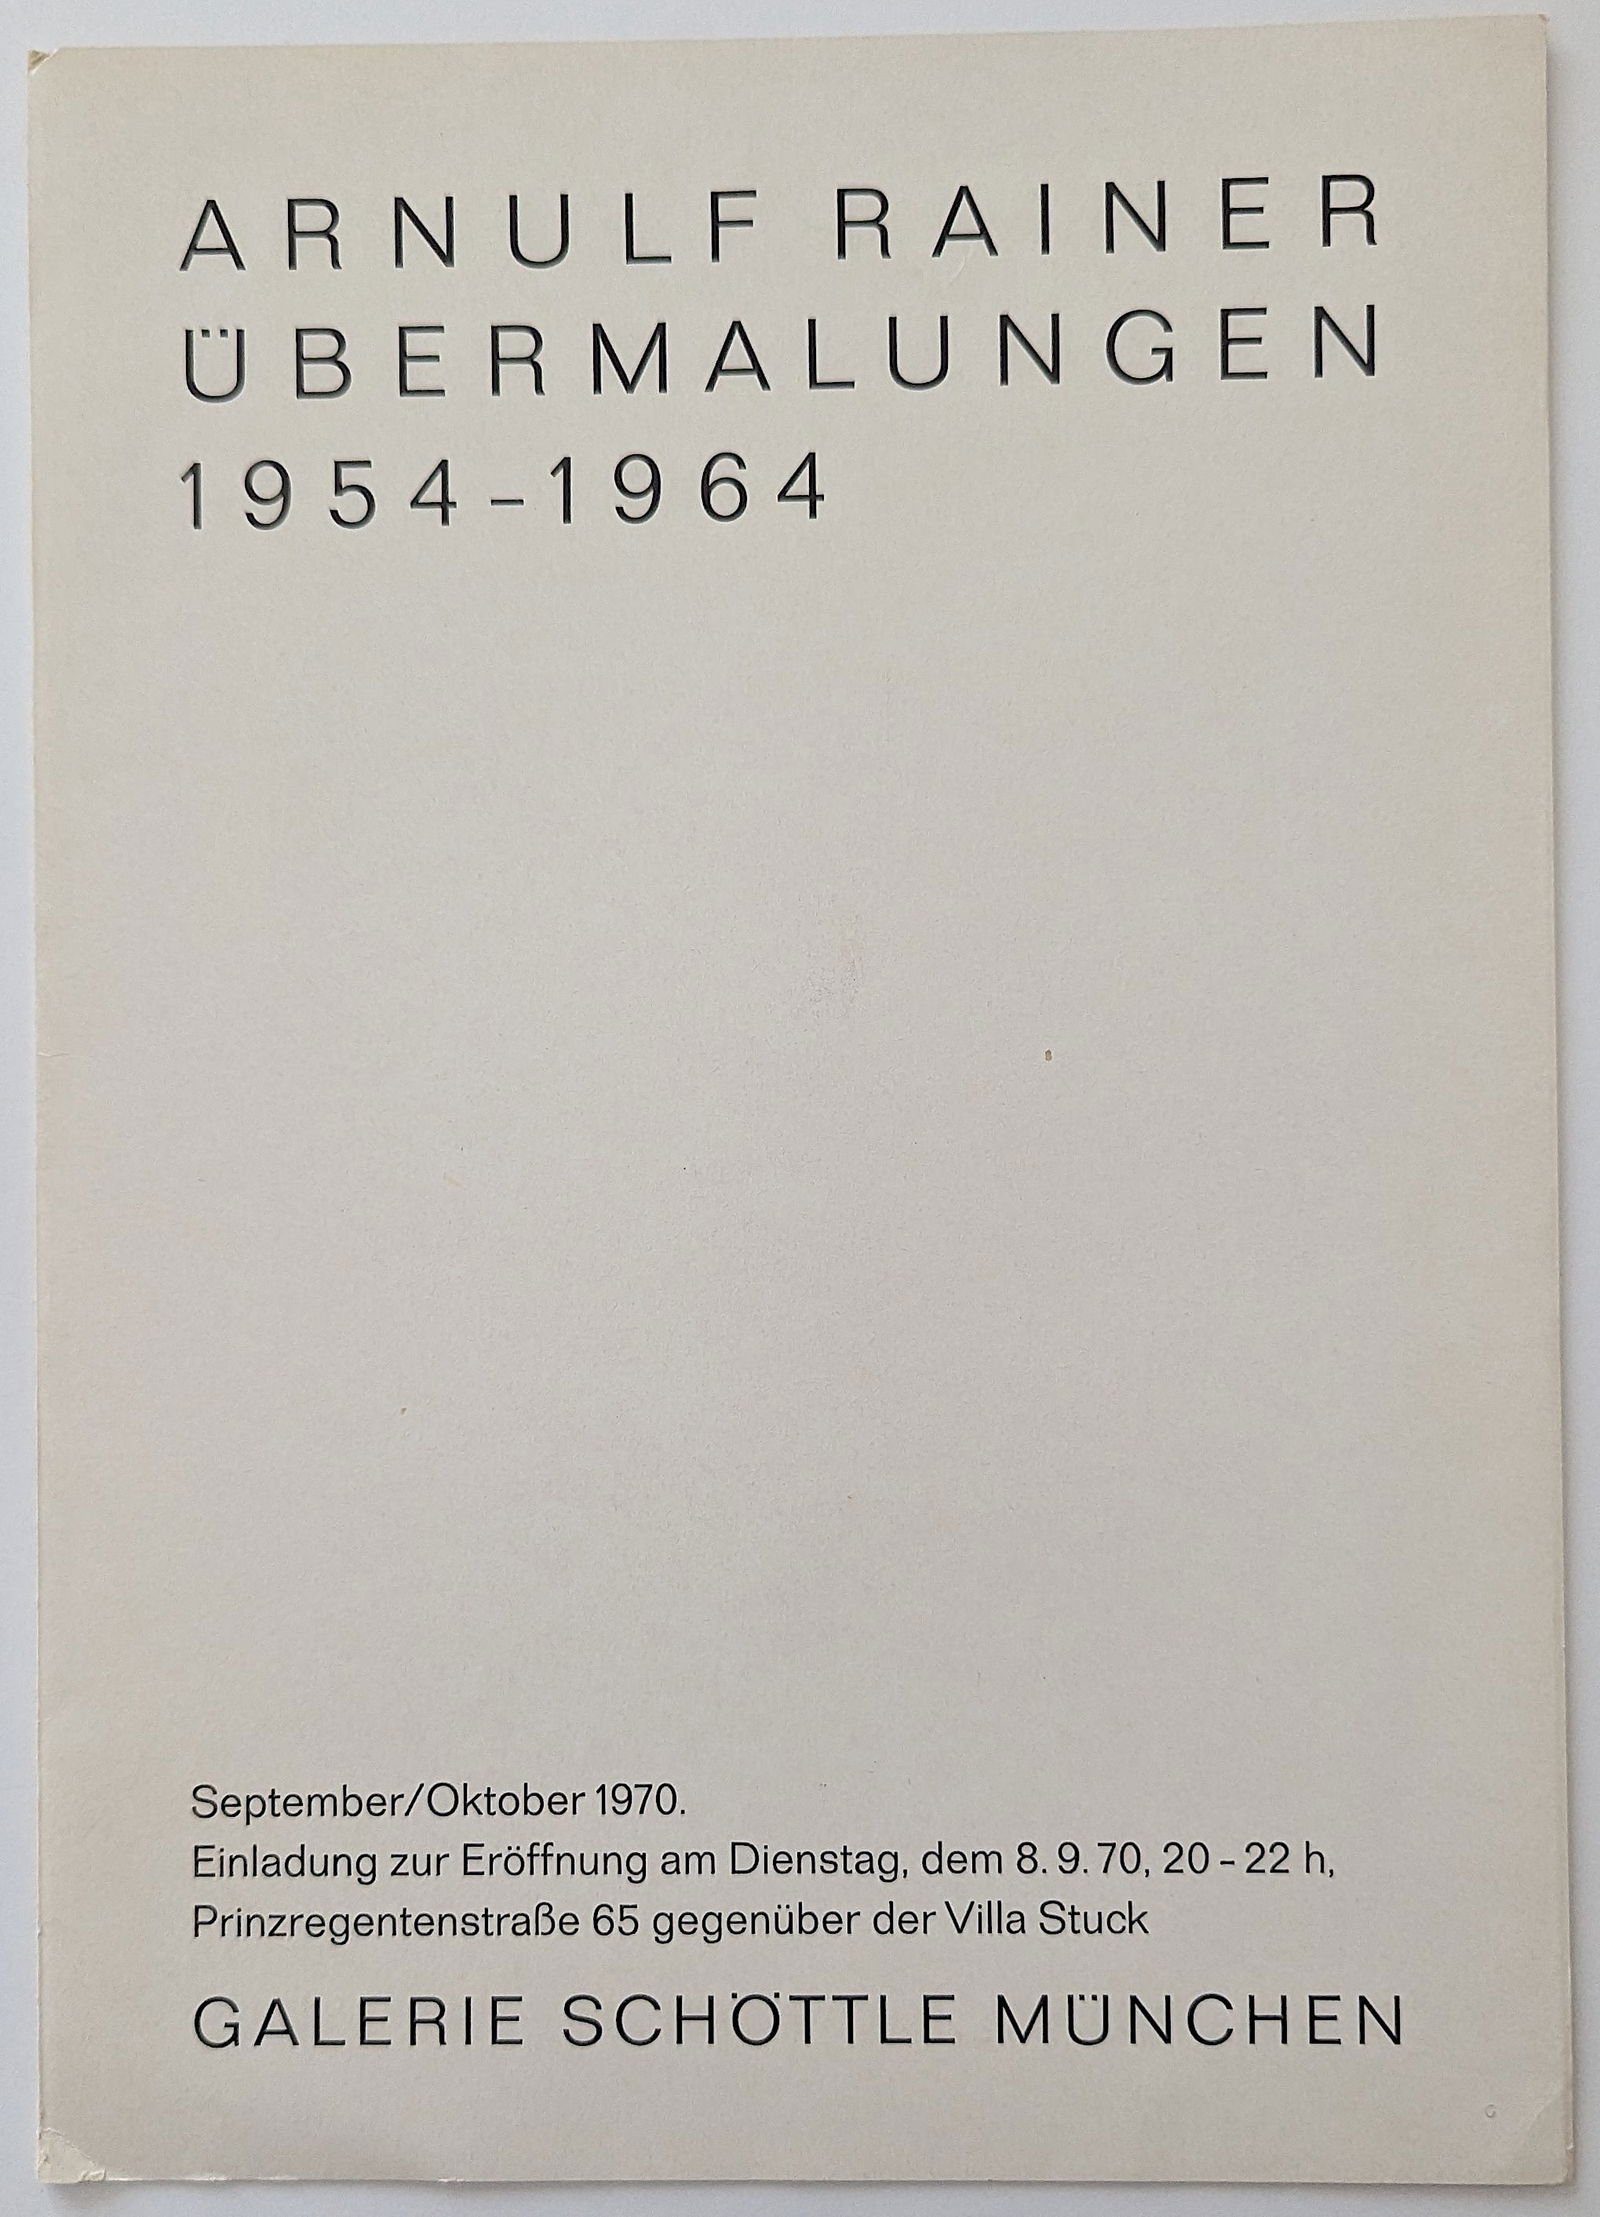 ARNULF RAINER
ÜBERMALUNGEN
1954–1964
September/Oktober 1970.
Einladung zur Eröffnung am Dienstag, dem 8. 9. 70, 20 – 22 h,
Prinzregentenstraße 65 gegenüber der Villa Stuck
GALERIE SCHÖTTLE MÜNCHEN